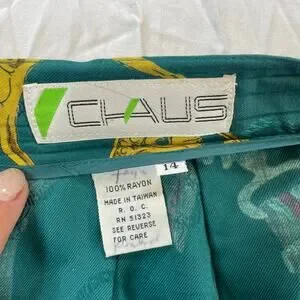 CHAUS
14
100% RAYON
MADE IN TAIWAN
R. O. C.
RN 51323
SEE REVERSE
FOR CARE